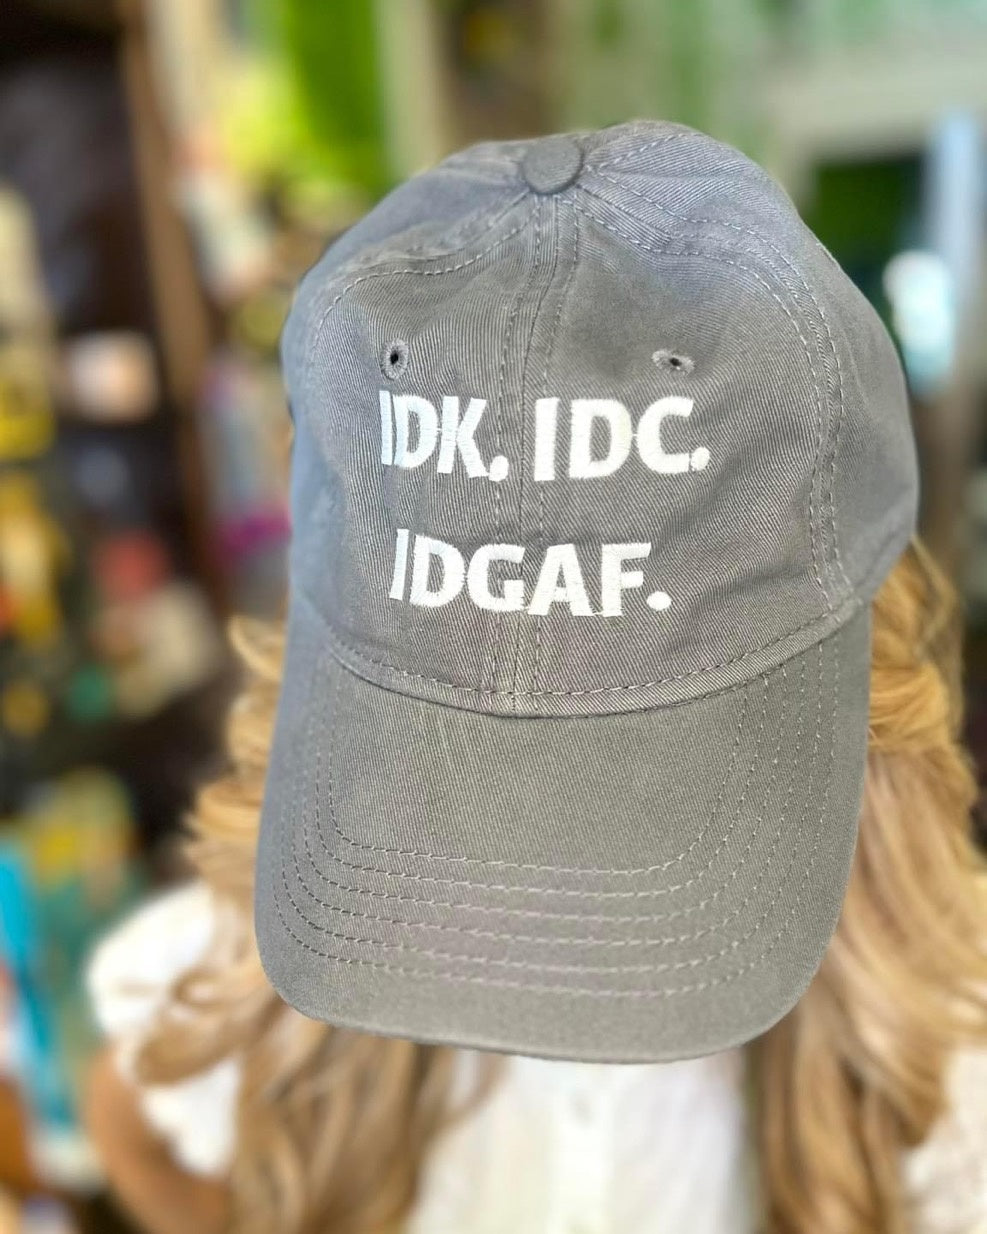 IDK, IDC.
IDGAF.